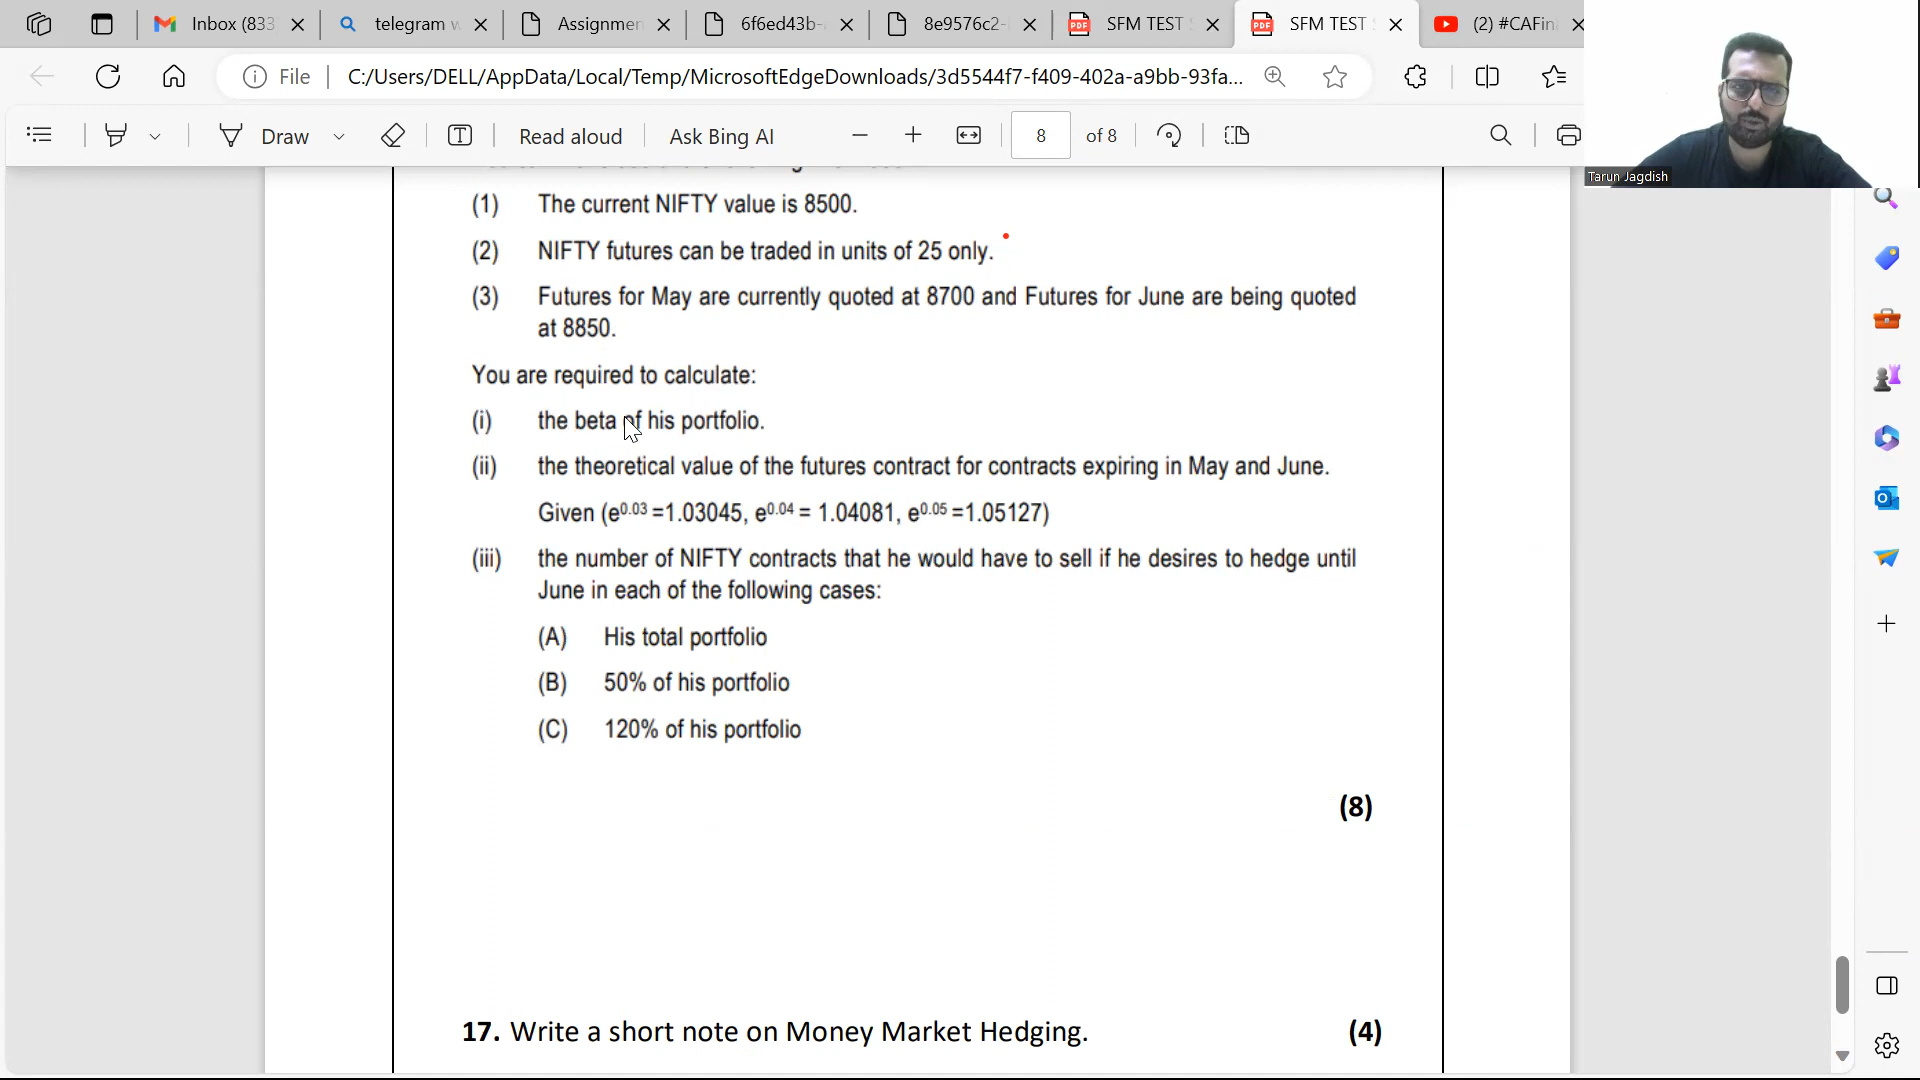 Inbox (833
telegram w
Assignmen
6f6ed43b-
8e9576c2-
PDF
SFM TEST
PDF
SFM TEST
(2) #CAFin
File
C:/Users/DELL/AppData/Local/Temp/MicrosoftEdgeDownloads/3d5544f7-f409-402a-a9bb-93fa...
Draw
Read aloud
Ask Bing AI
8
of 8
Tarun Jagdish
(1) The current NIFTY value is 8500.
(2) NIFTY futures can be traded in units of 25 only.
(3) Futures for May are currently quoted at 8700 and Futures for June are being quoted
at 8850.
You are required to calculate:
(i) the beta of his portfolio.
(ii) the theoretical value of the futures contract for contracts expiring in May and June.
Given (e0.03 =1.03045, e0.04 = 1.04081, e0.05 =1.05127)
(iii) the number of NIFTY contracts that he would have to sell if he desires to hedge until
June in each of the following cases:
(A) His total portfolio
(B) 50% of his portfolio
(C) 120% of his portfolio
(8)
17. Write a short note on Money Market Hedging. (4)